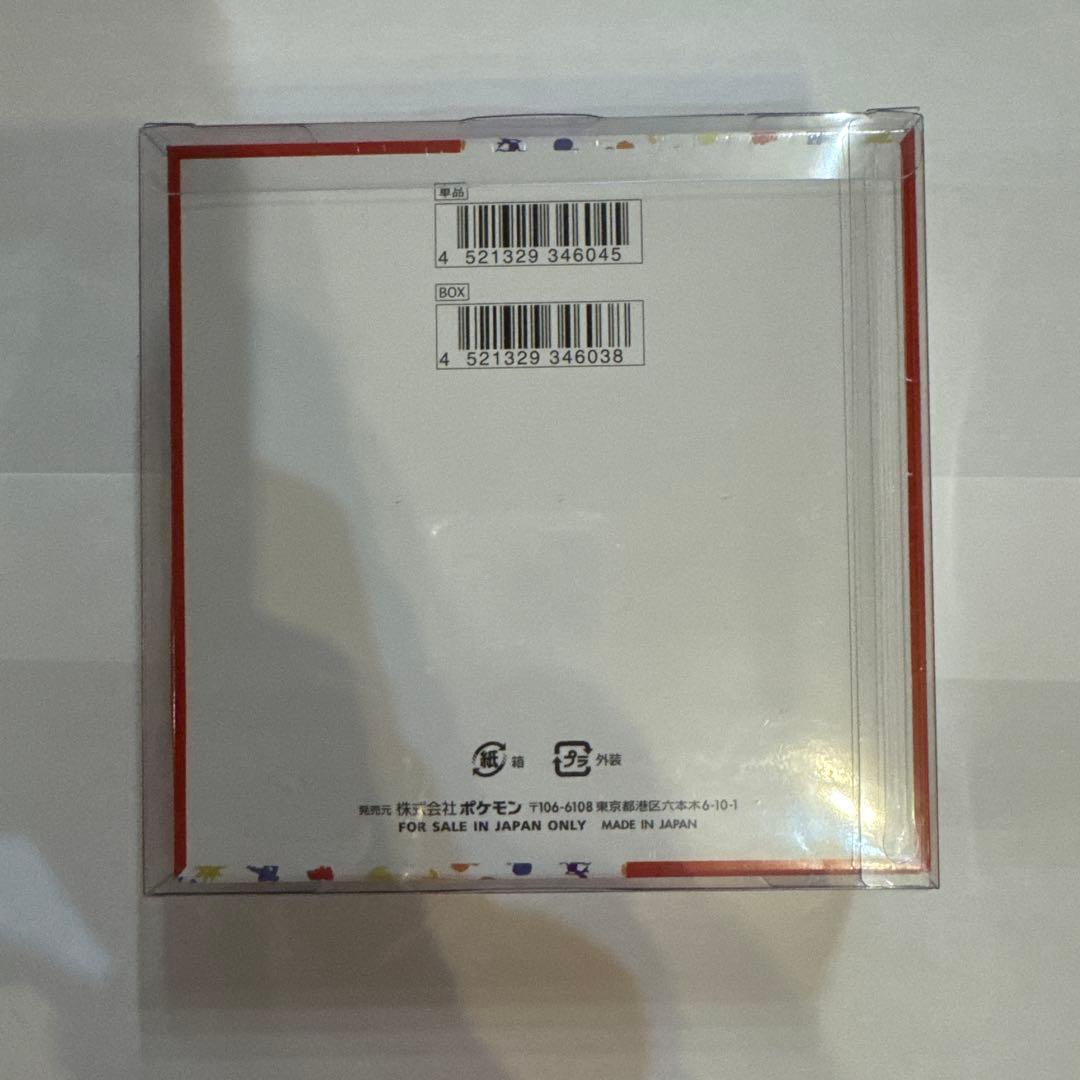 単品
4 521329 346045
BOX
4 521329 346038
紙 箱
プラ 外装
発売元 株式会社ポケモン 〒106-6108 東京都港区六本木6-10-1
FOR SALE IN JAPAN ONLY MADE IN JAPAN